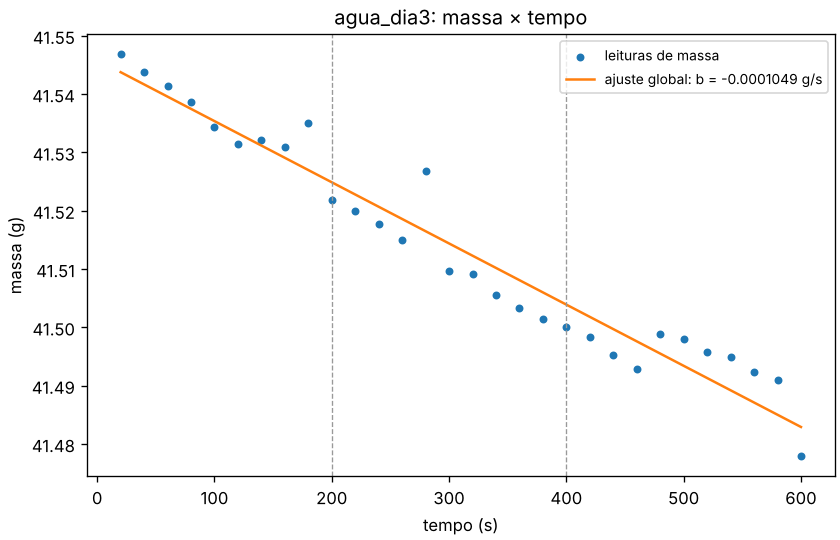 agua_dia3: massa × tempo
leituras de massa
ajuste global: b = -0.0001049 g/s
massa (g)
41.55
41.54
41.53
41.52
41.51
41.50
41.49
41.48
0 100 200 300 400 500 600
tempo (s)